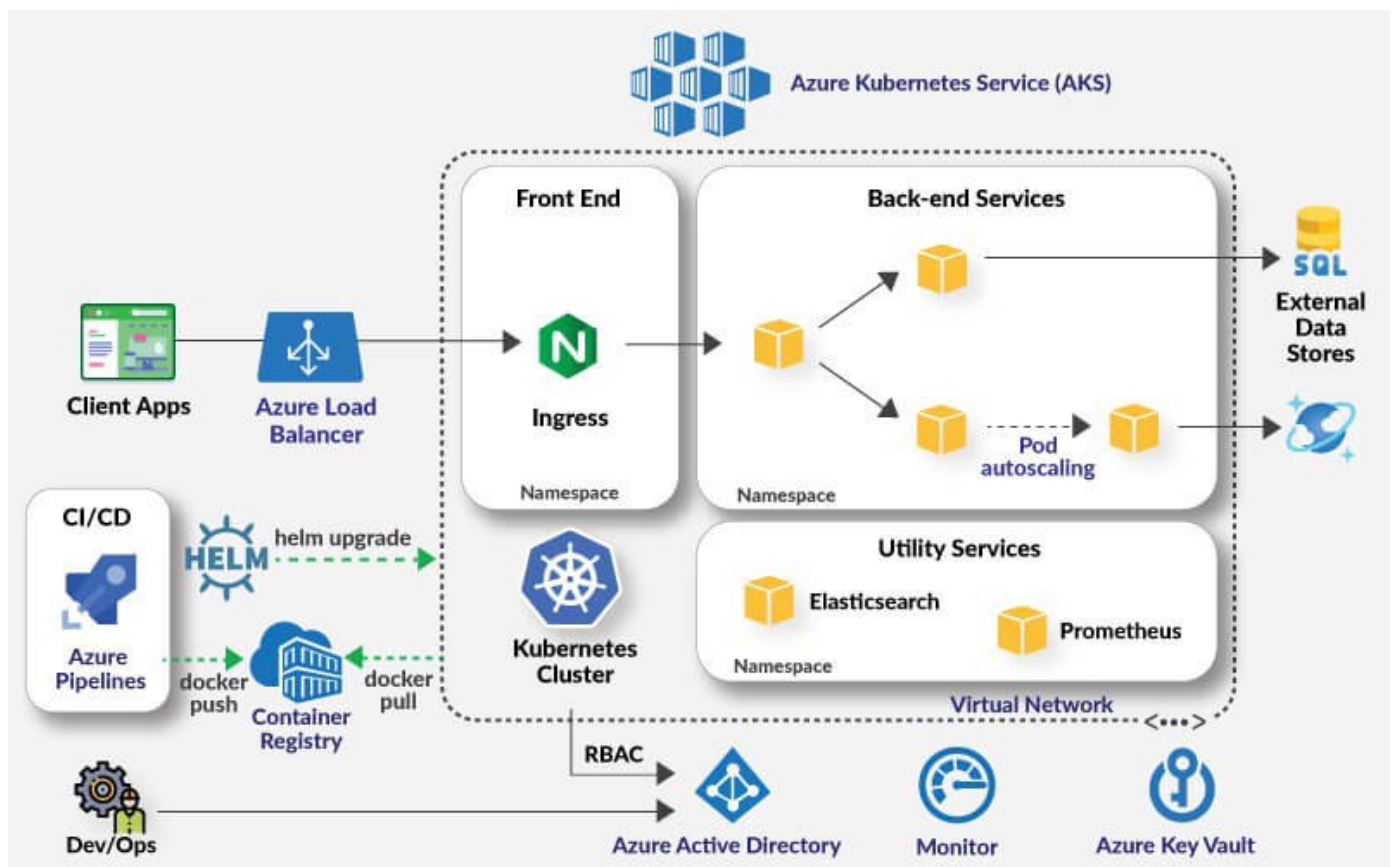 Azure Kubernetes Service (AKS)
Front End
Back-end Services
SQL
External
Data
Stores
Client Apps
Azure Load
Balancer
N
Ingress
Pod
autoscaling
Namespace
Namespace
CI/CD
HELM
helm upgrade
Utility Services
Elasticsearch
Prometheus
Kubernetes
Cluster
Namespace
Azure
Pipelines
docker
push
docker
pull
Container
Registry
Virtual Network
RBAC
Dev/Ops
Azure Active Directory
Monitor
Azure Key Vault